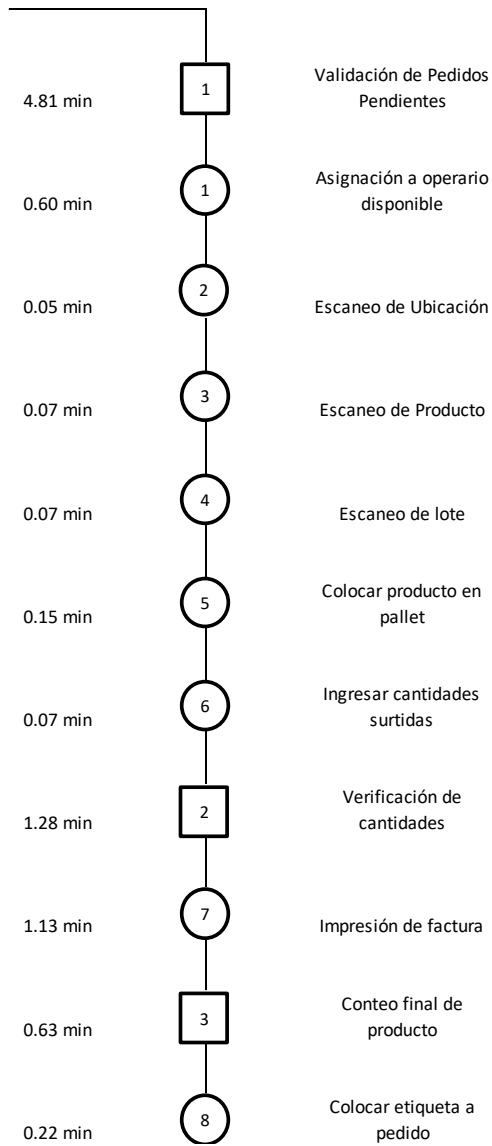 4.81 min
1
Validación de Pedidos
Pendientes
0.60 min
1
Asignación a operario
disponible
0.05 min
2
Escaneo de Ubicación
0.07 min
3
Escaneo de Producto
0.07 min
4
Escaneo de lote
0.15 min
5
Colocar producto en
pallet
0.07 min
6
Ingresar cantidades
surtidas
1.28 min
2
Verificación de
cantidades
1.13 min
7
Impresión de factura
0.63 min
3
Conteo final de
producto
0.22 min
8
Colocar etiqueta a
pedido